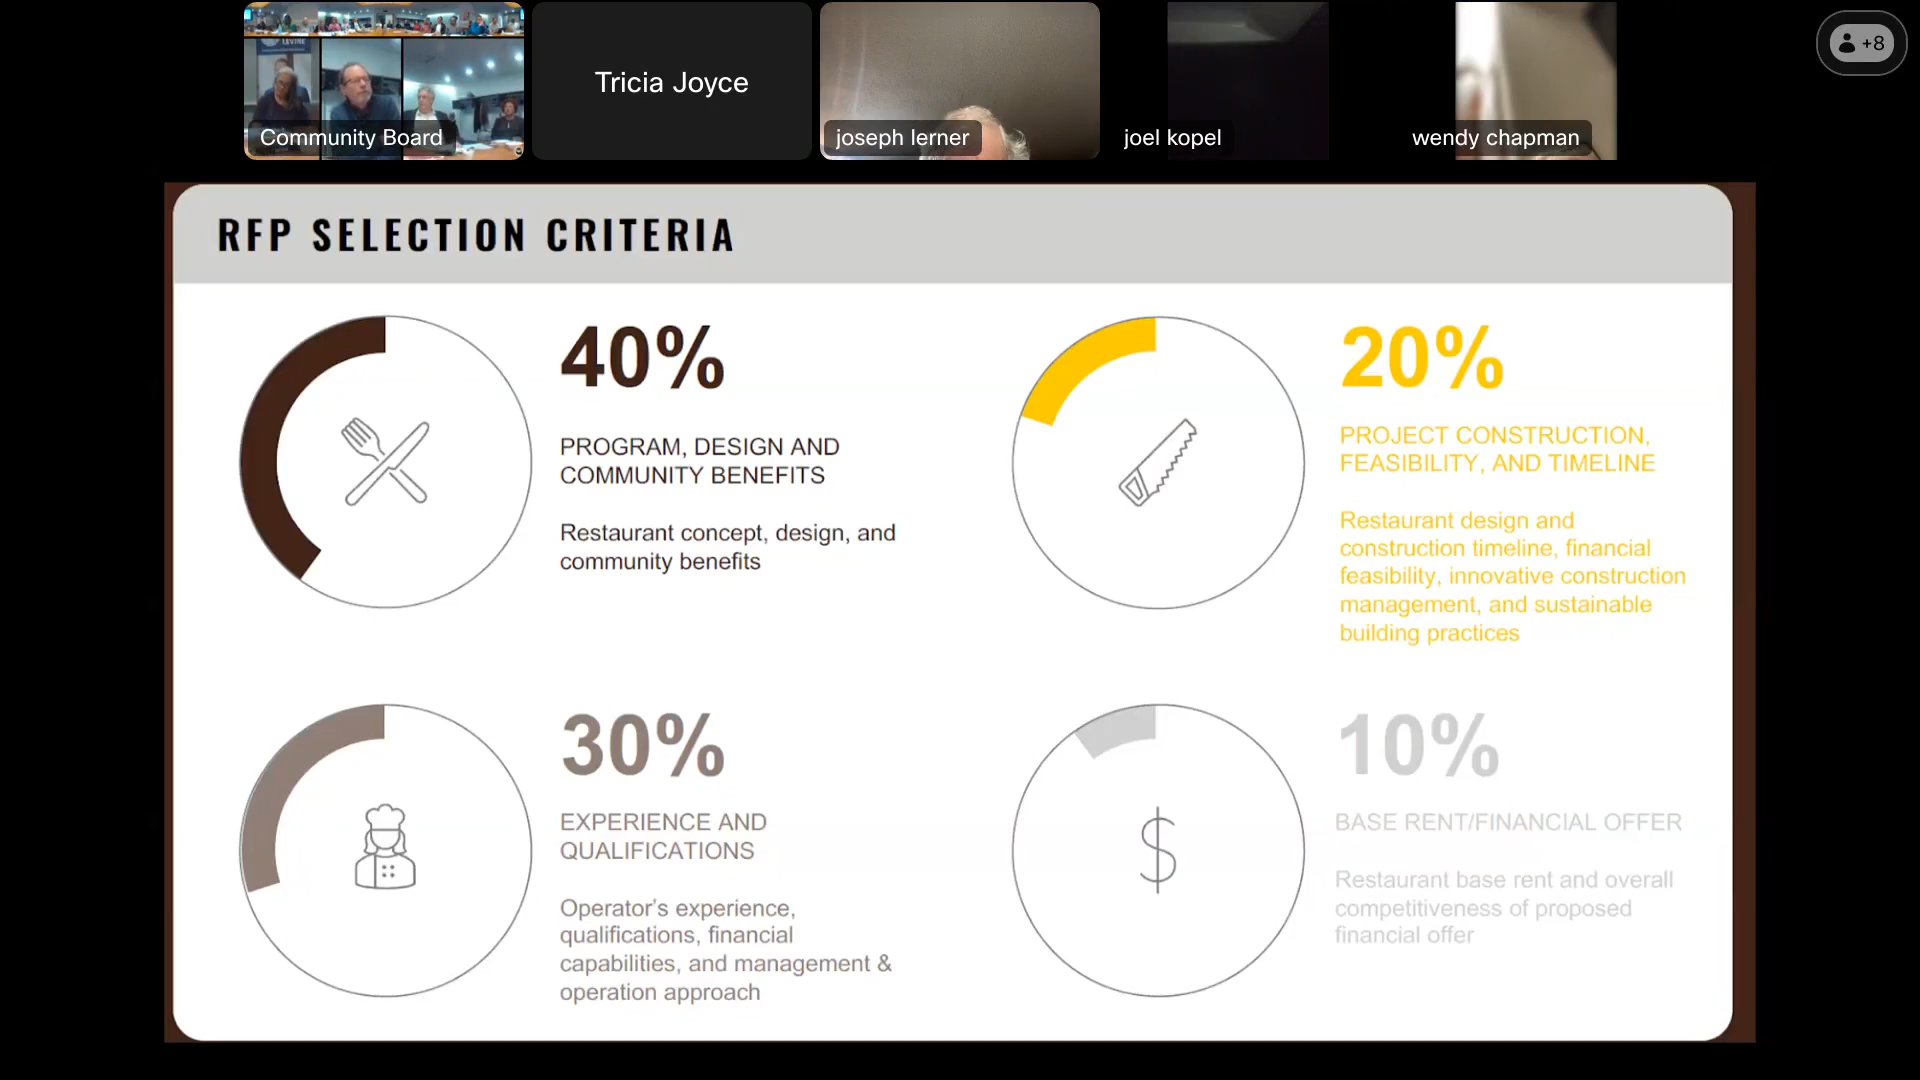 Community Board
Tricia Joyce
joseph lerner
joel kopel
wendy chapman
+8
RFP SELECTION CRITERIA
40%
PROGRAM, DESIGN AND
COMMUNITY BENEFITS
Restaurant concept, design, and
community benefits
20%
PROJECT CONSTRUCTION,
FEASIBILITY, AND TIMELINE
Restaurant design and
construction timeline, financial
feasibility, innovative construction
management, and sustainable
building practices
30%
EXPERIENCE AND
QUALIFICATIONS
Operator's experience,
qualifications, financial
capabilities, and management &
operation approach
$
10%
BASE RENT/FINANCIAL OFFER
Restaurant base rent and overall
competitiveness of proposed
financial offer